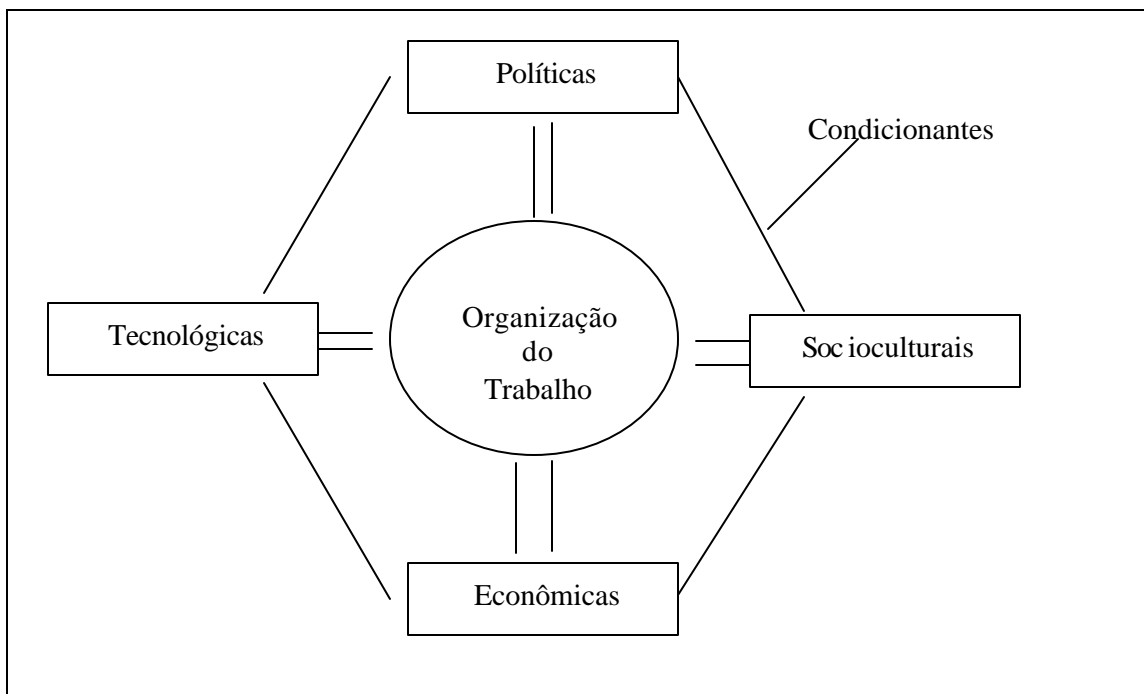 Políticas
Condicionantes
Tecnológicas
Organização
do
Trabalho
Soc ioculturais
Econômicas